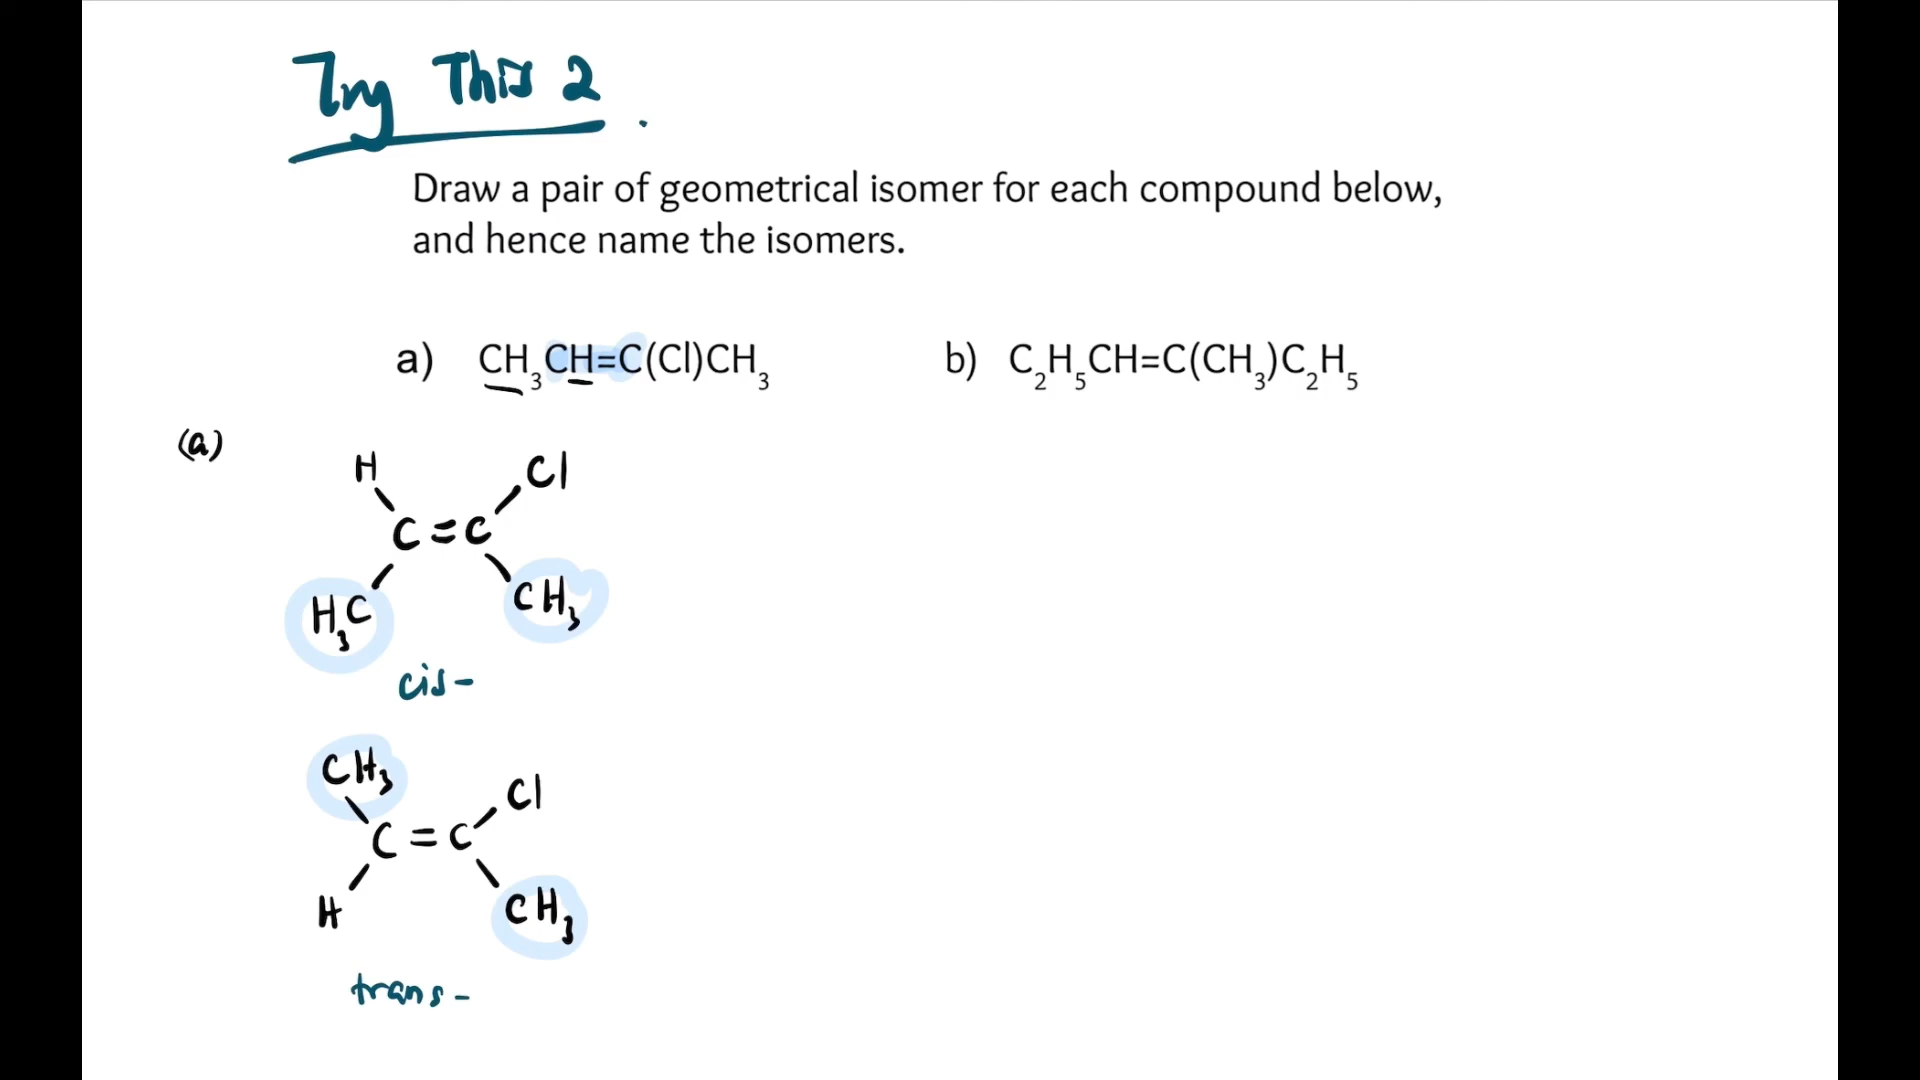 Try This 2.
Draw a pair of geometrical isomer for each compound below,
and hence name the isomers.
a) CH₃CH=C(Cl)CH₃ b) C₂H₅CH=C(CH₃)C₂H₅
(a)
H Cl
C=C
H₃C CH₃
cis-
CH₃ Cl
C=C
H CH₃
trans-